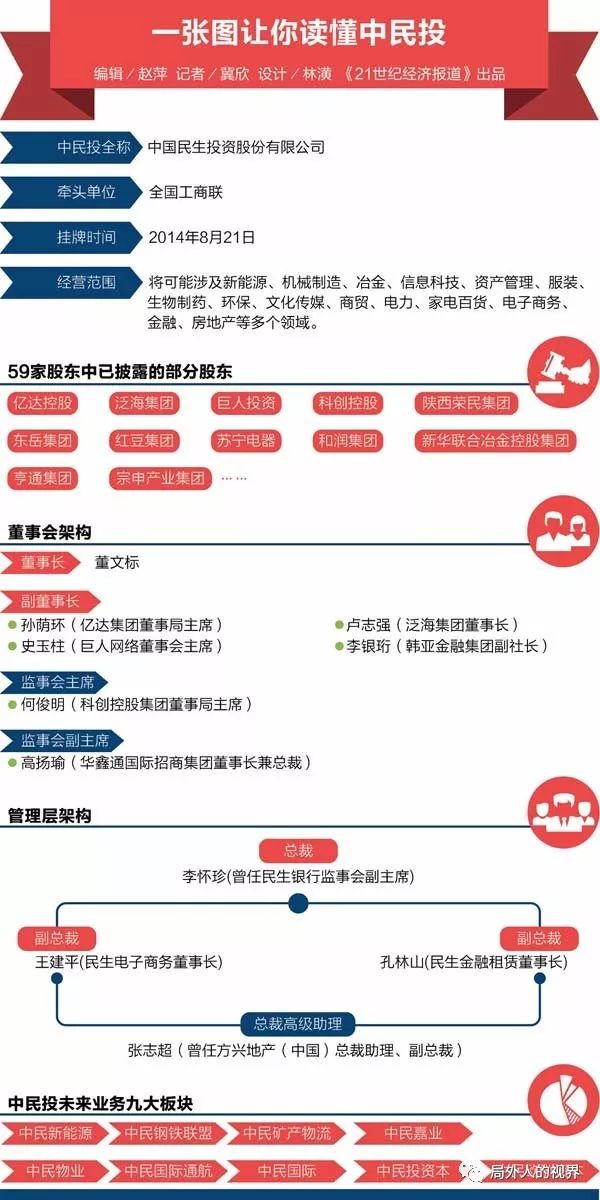 一张图让你读懂中民投
编辑/赵萍 记者/冀欣 设计/林潢 《21世纪经济报道》出品
中民投全称 中国民生投资股份有限公司
牵头单位 全国工商联
挂牌时间 2014年8月21日
经营范围 将可能涉及新能源、机械制造、冶金、信息科技、资产管理、服装、
生物制药、环保、文化传媒、商贸、电力、家电百货、电子商务、
金融、房地产等多个领域。
59家股东中已披露的部分股东
亿达控股 泛海集团 巨人投资 科创控股 陕西荣民集团
东岳集团 红豆集团 苏宁电器 和润集团 新华联合冶金控股集团
亨通集团 宗申产业集团 ……
董事会架构
董事长 董文标
副董事长
孙荫环(亿达集团董事局主席) 卢志强(泛海集团董事长)
史玉柱(巨人网络董事会主席) 李银珩(韩亚金融集团副社长)
监事会主席
何俊明(科创控股集团董事局主席)
监事会副主席
高扬瑜(华鑫通国际招商集团董事长兼总裁)
管理层架构
总裁
李怀珍(曾任民生银行监事会副主席)
副总裁 副总裁
王建平(民生电子商务董事长) 孔林山(民生金融租赁董事长)
总裁高级助理
张志超(曾任方兴地产(中国)总裁助理、副总裁)
中民投未来业务九大板块
中民新能源 中民钢铁联盟 中民矿产物流 中民嘉业
中民物业 中民国际通航 中民国际 中民投资本
局外人的视界